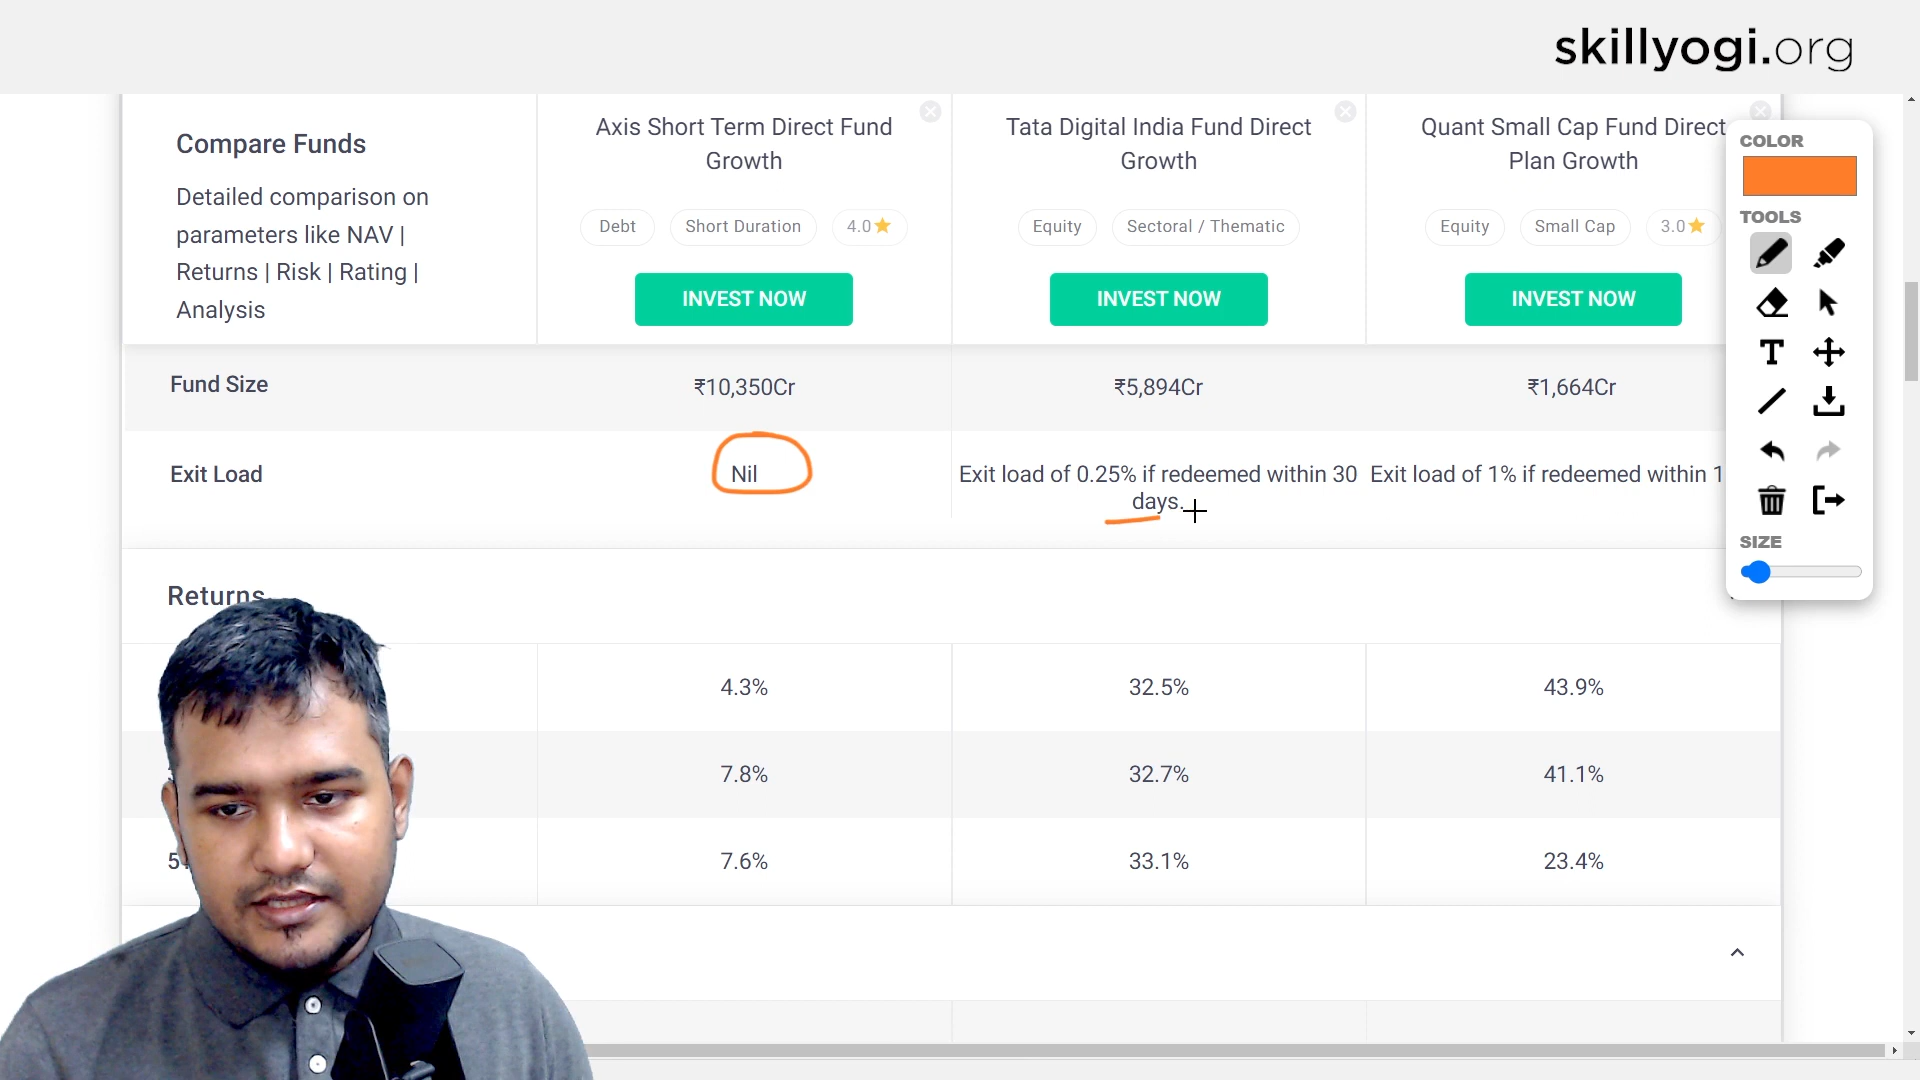 skillyogi.org
Compare Funds
Detailed comparison on
parameters like NAV |
Returns | Risk | Rating |
Analysis
Axis Short Term Direct Fund
Growth
Debt
Short Duration
4.0
INVEST NOW
Tata Digital India Fund Direct
Growth
Equity
Sectoral / Thematic
INVEST NOW
Quant Small Cap Fund Direct
Plan Growth
Equity
Small Cap
3.0
INVEST NOW
COLOR
TOOLS
T
SIZE
Fund Size
₹10,350Cr
₹5,894Cr
₹1,664Cr
Exit Load
Nil
Exit load of 0.25% if redeemed within 30
days.
Exit load of 1% if redeemed within 1
Returns
4.3%
32.5%
43.9%
7.8%
32.7%
41.1%
7.6%
33.1%
23.4%